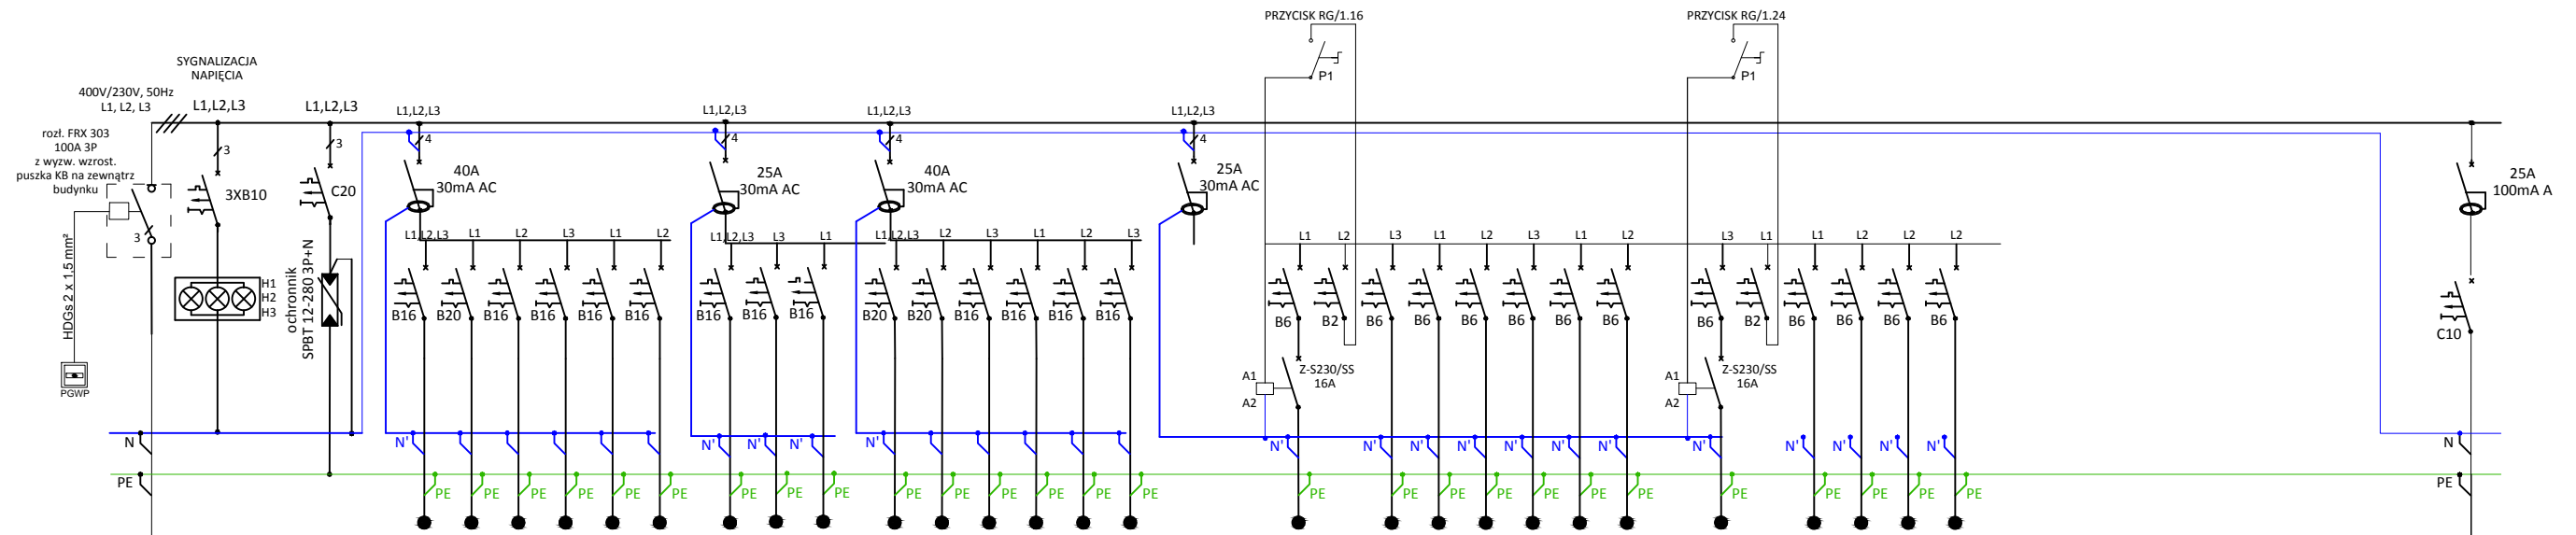 PRZYCISK RG/1.16
PRZYCISK RG/1.24
P1
P1
SYGNALIZACJA
NAPIĘCIA
400V/230V, 50Hz
L1, L2, L3
L1,L2,L3
L1,L2,L3
L1,L2,L3
L1,L2,L3
L1,L2,L3
L1,L2,L3
rozł. FRX 303
100A 3P
z wyzw. wzrost.
puszka KB na zewnątrz
budynku
3
3
3
4
4
4
4
3XB10
C20
40A
30mA AC
25A
30mA AC
40A
30mA AC
25A
30mA AC
25A
100mA A
HDGs 2 x 1,5 mm²
PGWP
H1
H2
H3
ochronnik
SPBT 12-280 3P+N
L1,L2,L3 L1 L2 L3 L1 L2
L1,L2,L3 L3 L1
L1,L2,L3 L2 L3 L1 L2 L3
L1 L2 L3 L1 L2 L3 L1 L2 L3 L1 L1 L2 L2 L2
B16 B20 B16 B16 B16 B16
B16 B16 B16
B20 B20 B16 B16 B16 B16
B6 B2 B6 B6 B6 B6 B6 B6 B6 B2 B6 B6 B6 B6
C10
A1
A2
Z-S230/SS
16A
A1
A2
Z-S230/SS
16A
N N' N' N' N' N' N' N' N' N' N' N' N' N' N' N' N' N' N
PE PE PE PE PE PE PE PE PE PE PE PE PE PE PE PE PE PE PE PE PE PE PE PE PE PE PE PE PE